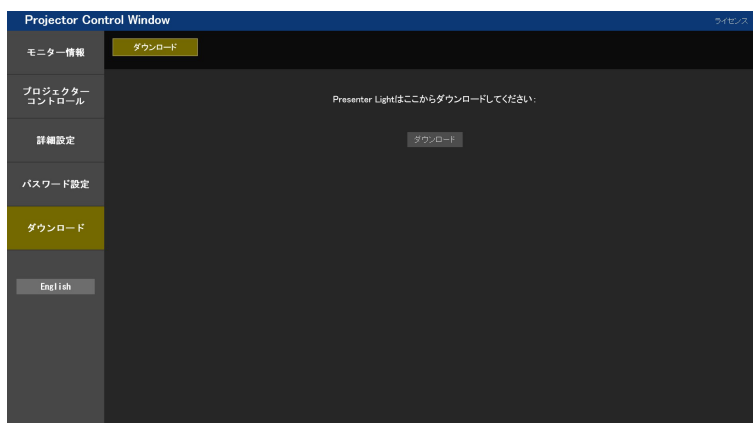 Projector Control Window
ライセンス
モニター情報
ダウンロード
プロジェクター
コントロール
Presenter Lightはここからダウンロードしてください:
詳細設定
ダウンロード
パスワード設定
ダウンロード
English